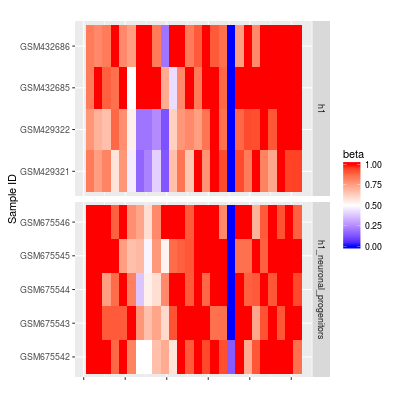 GSM432686
GSM432685
GSM429322
GSM429321
h1
GSM675546
GSM675545
GSM675544
GSM675543
GSM675542
h1_neuronal_progenitors
Sample ID
beta
1.00
0.75
0.50
0.25
0.00